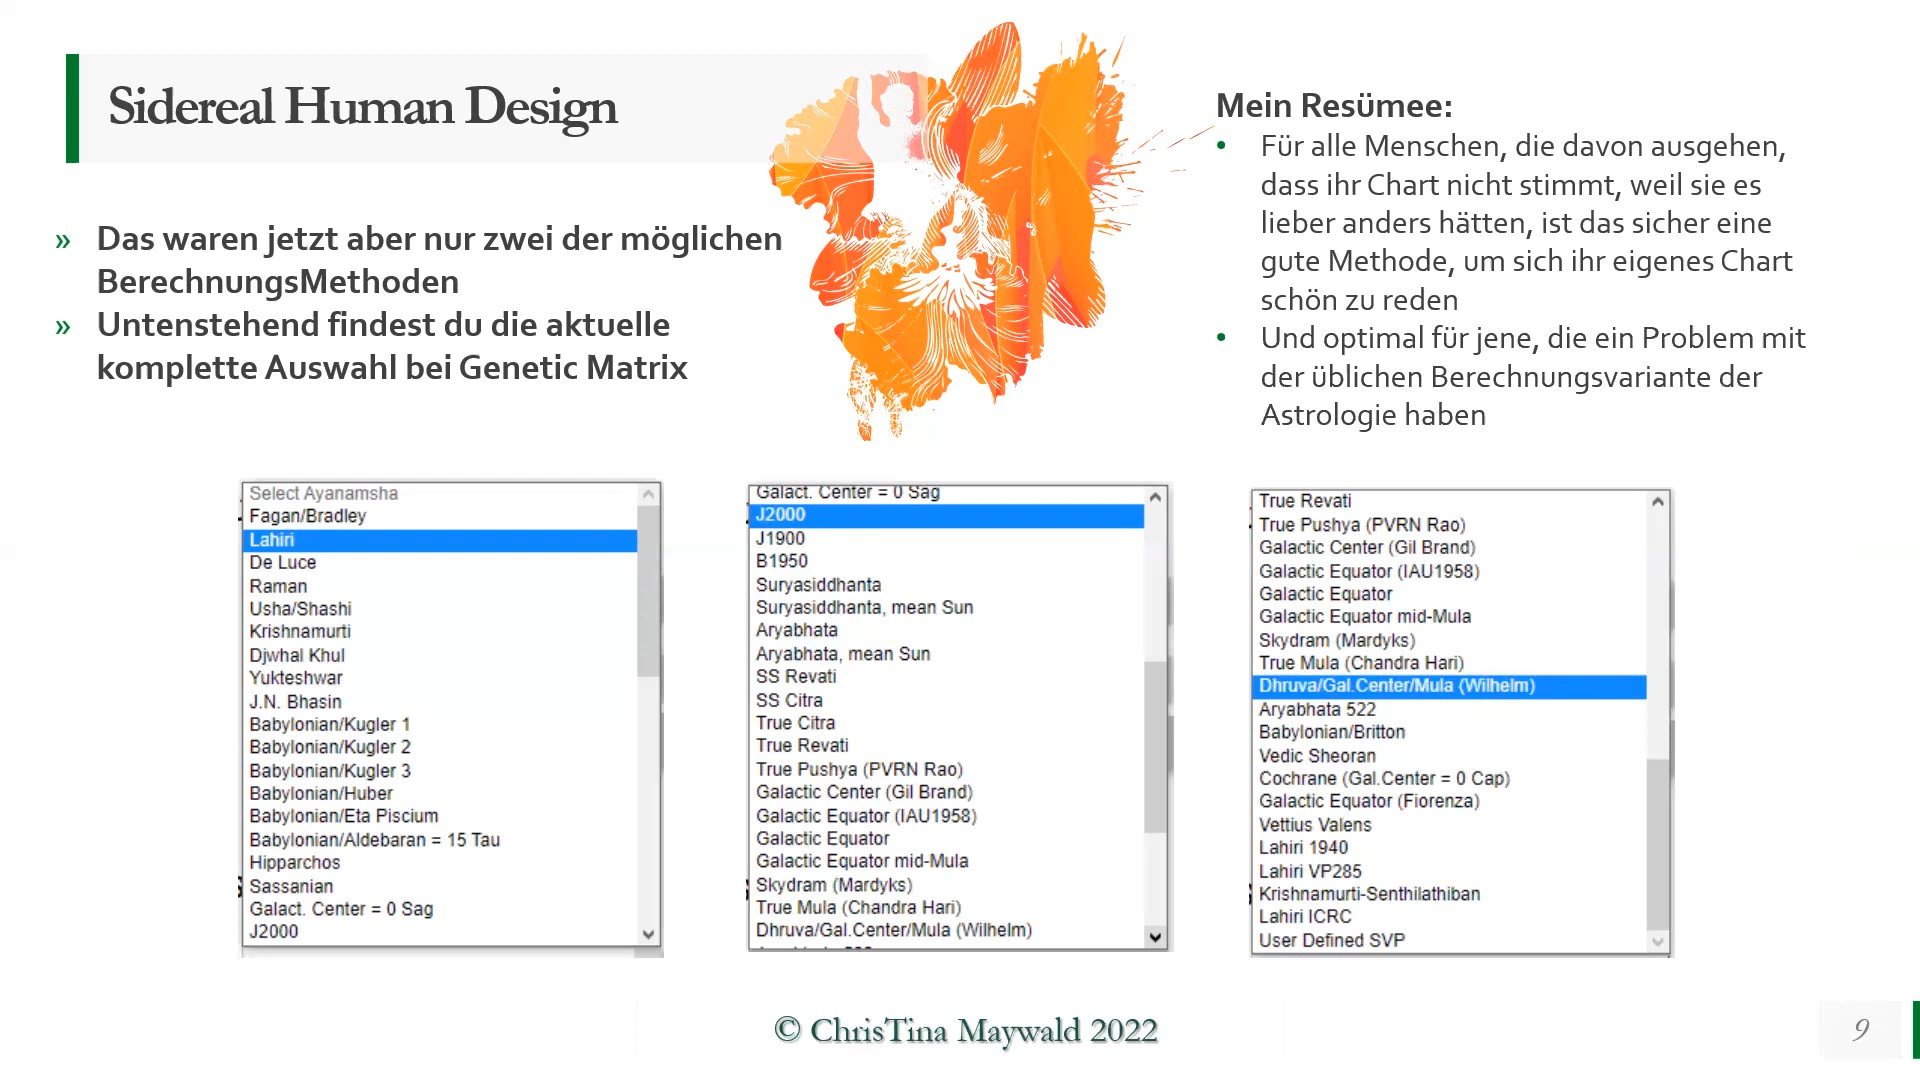 Sidereal Human Design
» Das waren jetzt aber nur zwei der möglichen
BerechnungsMethoden
» Untenstehend findest du die aktuelle
komplette Auswahl bei Genetic Matrix
Mein Resümee:
• Für alle Menschen, die davon ausgehen,
dass ihr Chart nicht stimmt, weil sie es
lieber anders hätten, ist das sicher eine
gute Methode, um sich ihr eigenes Chart
schön zu reden
• Und optimal für jene, die ein Problem mit
der üblichen Berechnungsvariante der
Astrologie haben
Select Ayanamsha
Fagan/Bradley
Lahiri
De Luce
Raman
Usha/Shashi
Krishnamurti
Djwhal Khul
Yukteshwar
J.N. Bhasin
Babylonian/Kugler 1
Babylonian/Kugler 2
Babylonian/Kugler 3
Babylonian/Huber
Babylonian/Eta Piscium
Babylonian/Aldebaran = 15 Tau
Hipparchos
Sassanian
Galact. Center = 0 Sag
J2000
Galact. Center = 0 Sag
J2000
J1900
B1950
Suryasiddhanta
Suryasiddhanta, mean Sun
Aryabhata
Aryabhata, mean Sun
SS Revati
SS Citra
True Citra
True Revati
True Pushya (PVRN Rao)
Galactic Center (Gil Brand)
Galactic Equator (IAU1958)
Galactic Equator
Galactic Equator mid-Mula
Skydram (Mardyks)
True Mula (Chandra Hari)
Dhruva/Gal.Center/Mula (Wilhelm)
True Revati
True Pushya (PVRN Rao)
Galactic Center (Gil Brand)
Galactic Equator (IAU1958)
Galactic Equator
Galactic Equator mid-Mula
Skydram (Mardyks)
True Mula (Chandra Hari)
Dhruva/Gal.Center/Mula (Wilhelm)
Aryabhata 522
Babylonian/Britton
Vedic Sheoran
Cochrane (Gal.Center = 0 Cap)
Galactic Equator (Fiorenza)
Vettius Valens
Lahiri 1940
Lahiri VP285
Krishnamurti-Senthilathiban
Lahiri ICRC
User Defined SVP
© ChrisTina Maywald 2022
9